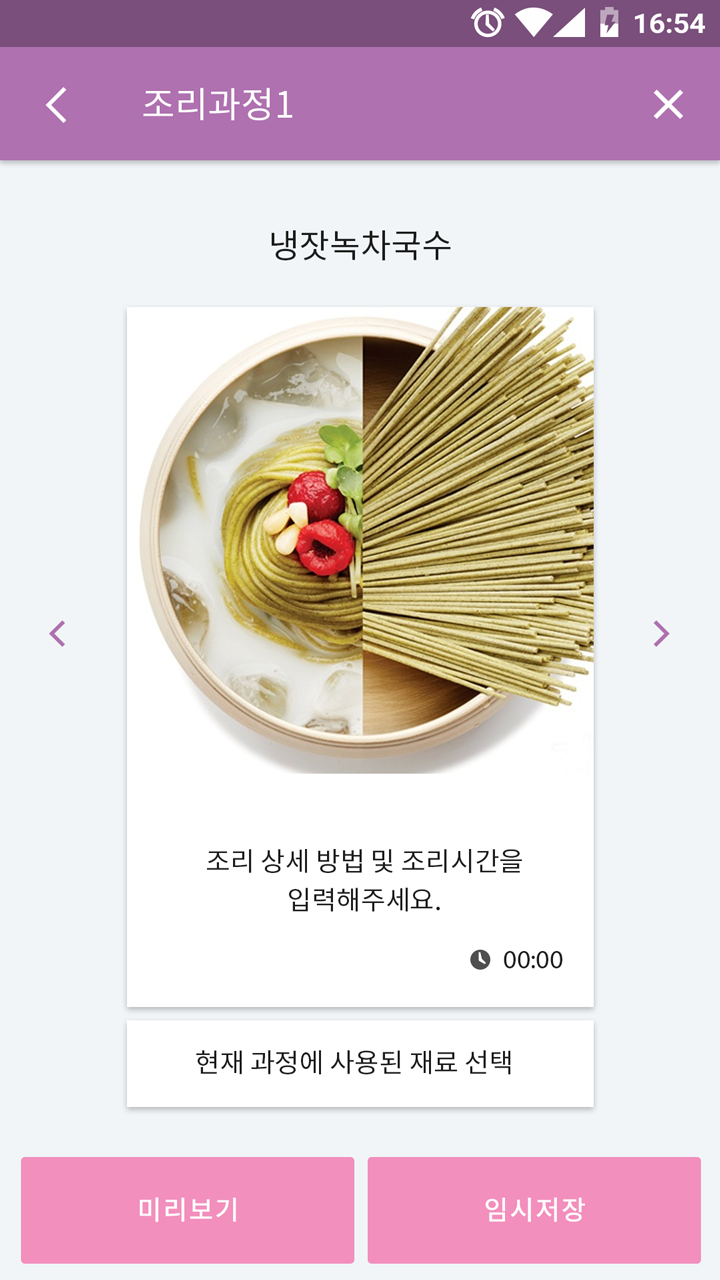 16:54
조리과정1
냉잣녹차국수
조리 상세 방법 및 조리시간을
입력해주세요.
00:00
현재 과정에 사용된 재료 선택
미리보기
임시저장